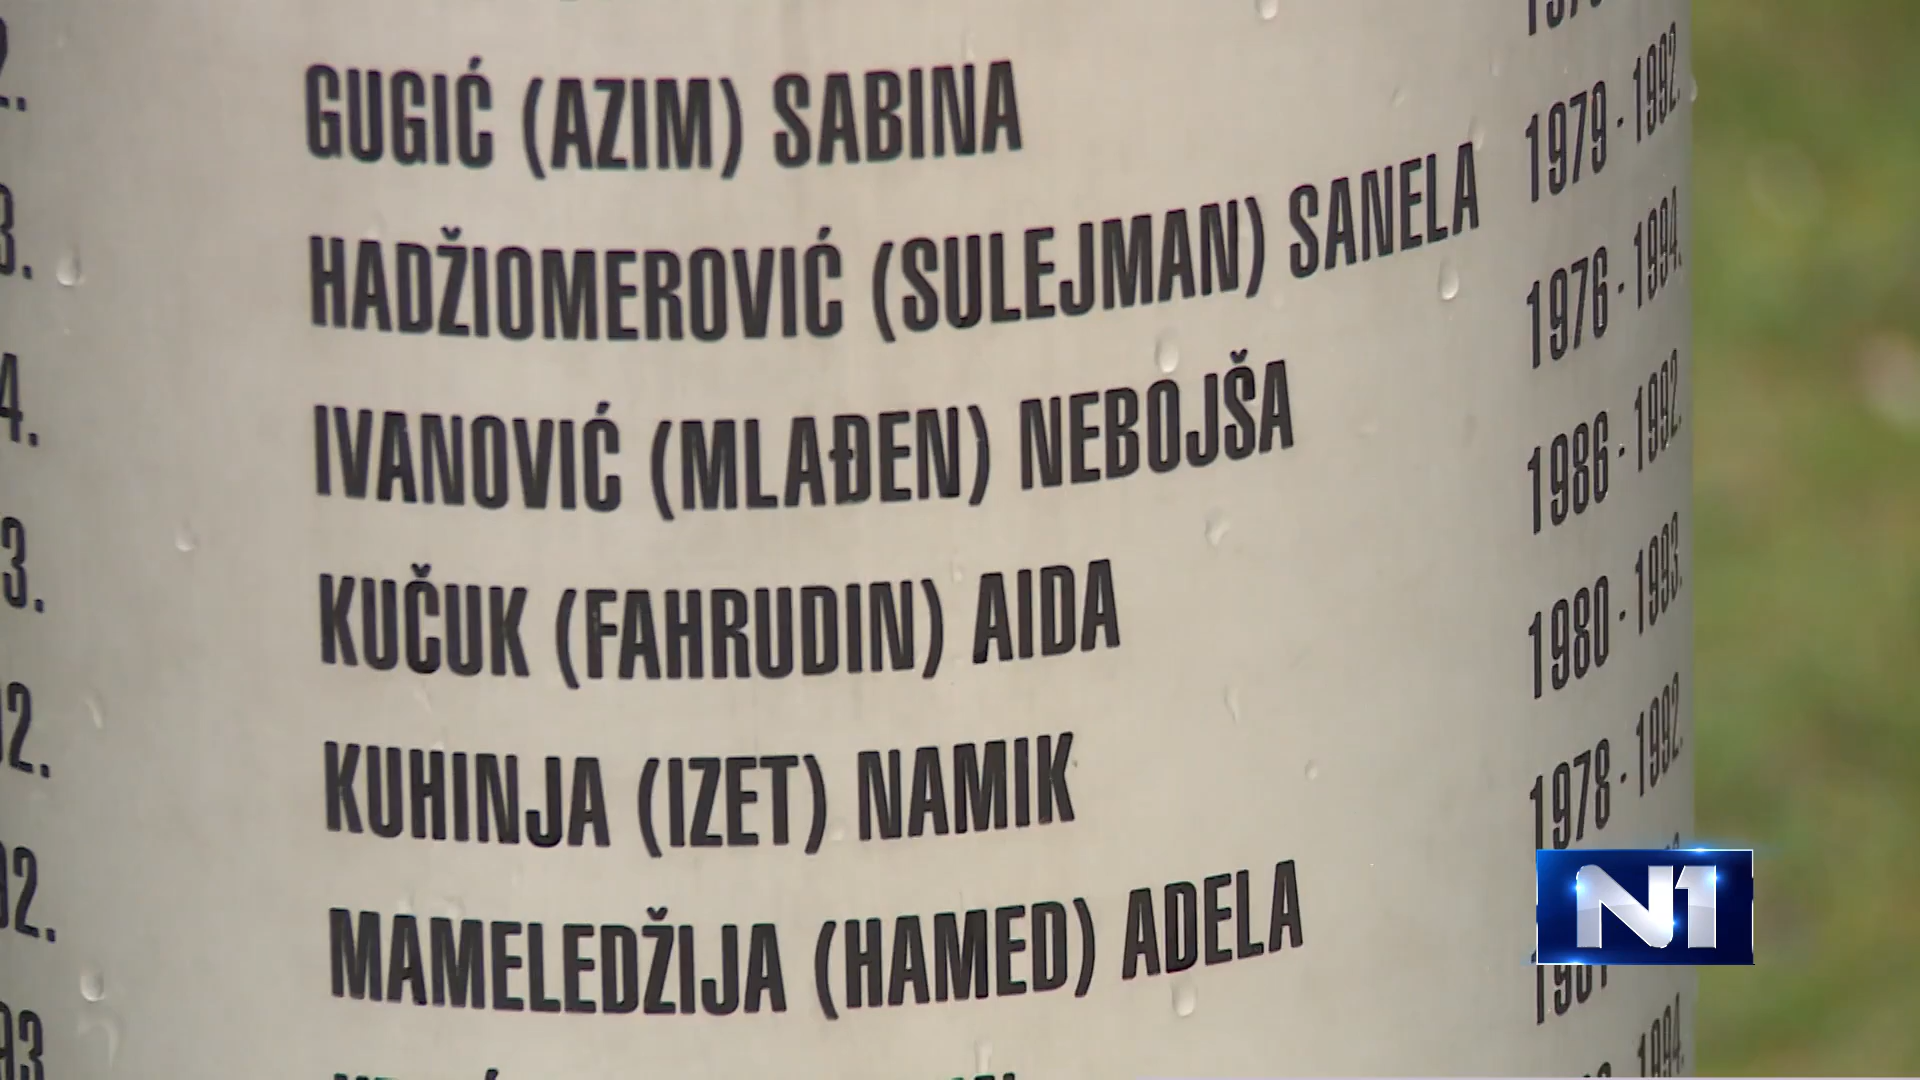 GUGIĆ (AZIM) SABINA
HADŽIOMEROVIĆ (SULEJMAN) SANELA 1979 - 1992.
IVANOVIĆ (MLAĐEN) NEBOJŠA 1976 - 1994.
KUČUK (FAHRUDIN) AIDA 1986 - 1992.
KUHINJA (IZET) NAMIK 1980 - 1993.
MAMELEDŽIJA (HAMED) ADELA 1978 - 1992.
N1